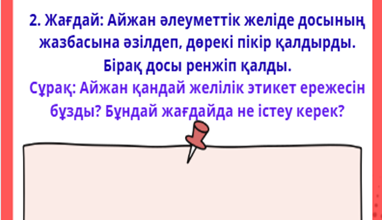 2. Жағдай: Айжан әлеуметтік желіде досының
жазбасына әзілдеп, дөрекі пікір қалдырды.
Бірақ досы ренжіп қалды.
Сұрақ: Айжан қандай желілік этикет ережесін
бұзды? Бұндай жағдайда не істеу керек?